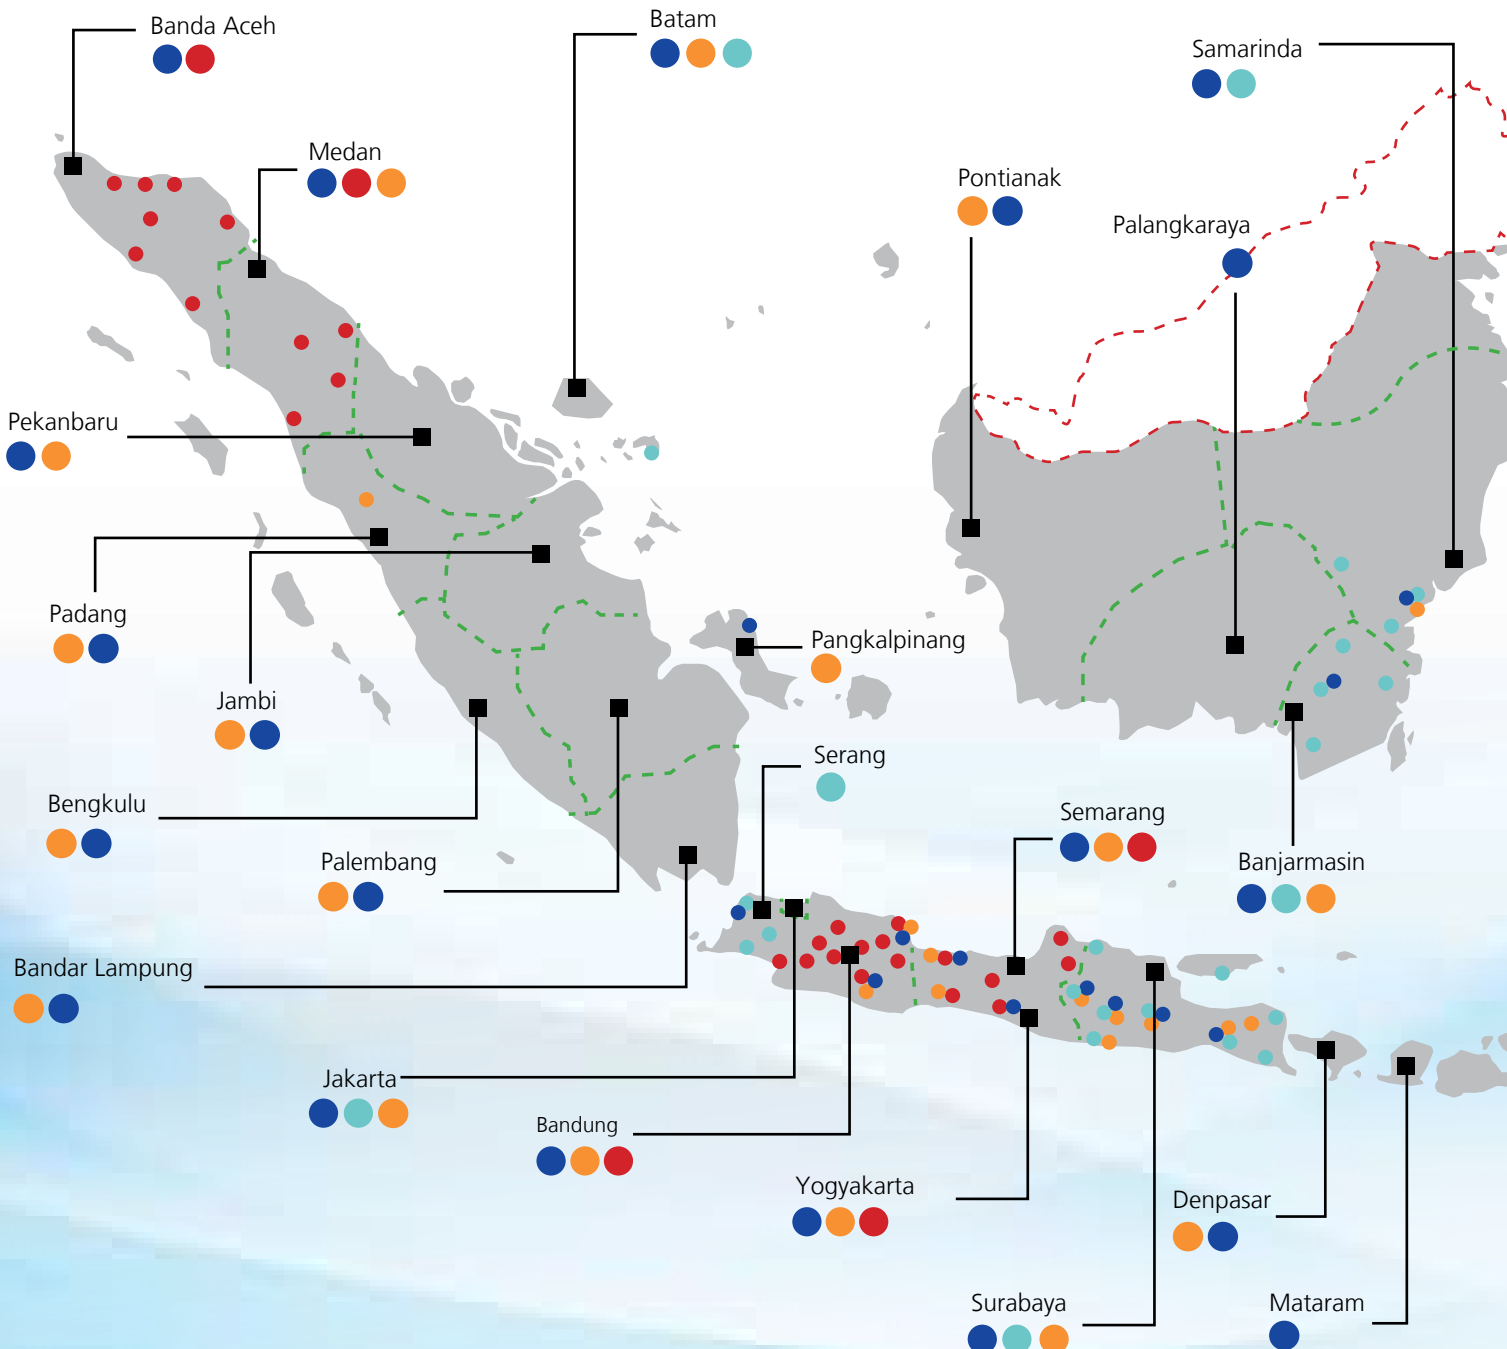 Banda Aceh
Batam
Samarinda
Medan
Pontianak
Palangkaraya
Pekanbaru
Padang
Pangkalpinang
Jambi
Serang
Bengkulu
Semarang
Palembang
Banjarmasin
Bandar Lampung
Jakarta
Bandung
Yogyakarta
Denpasar
Surabaya
Mataram